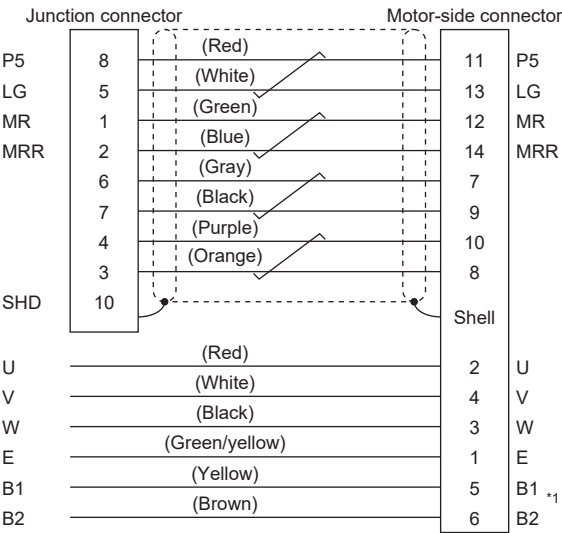 Junction connector Motor-side connector
P5 8 (Red) 11 P5
LG 5 (White) 13 LG
MR 1 (Green) 12 MR
MRR 2 (Blue) 14 MRR
6 (Gray) 7
7 (Black) 9
4 (Purple) 10
3 (Orange) 8
SHD 10
Shell
U (Red) 2 U
V (White) 4 V
W (Black) 3 W
E (Green/yellow) 1 E
B1 (Yellow) 5 B1 *1
B2 (Brown) 6 B2